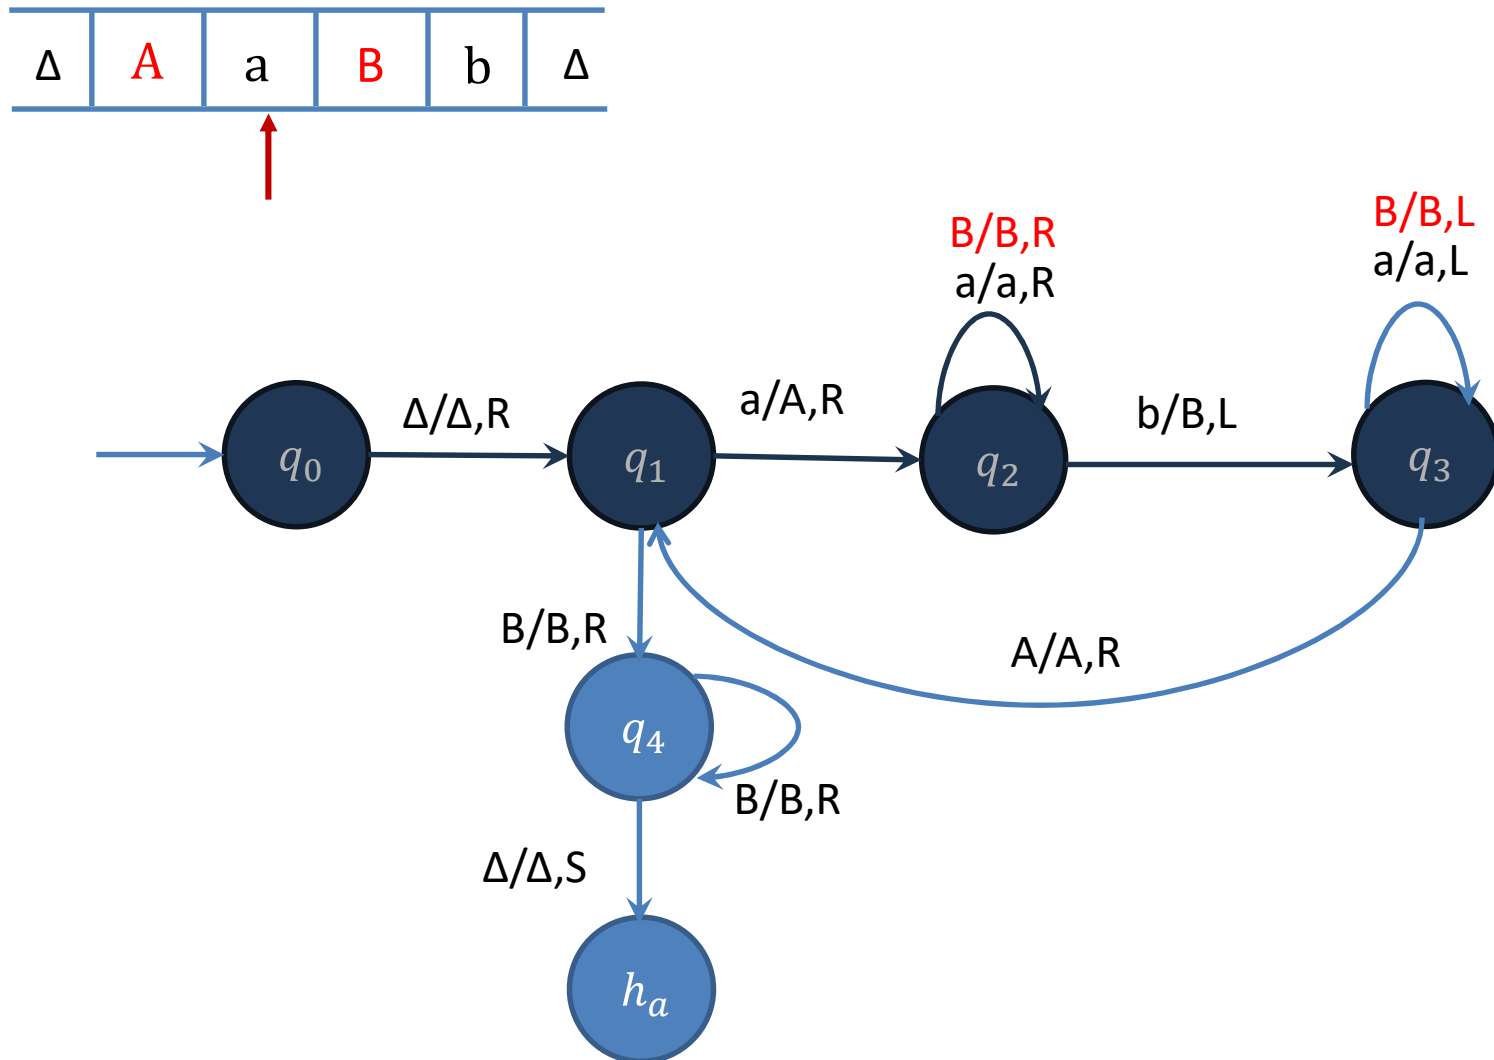 Δ A a B b Δ
B/B,R
a/a,R
B/B,L
a/a,L
Δ/Δ,R
a/A,R
b/B,L
q₀
q₁
q₂
q₃
B/B,R
A/A,R
q₄
B/B,R
Δ/Δ,S
hₐ